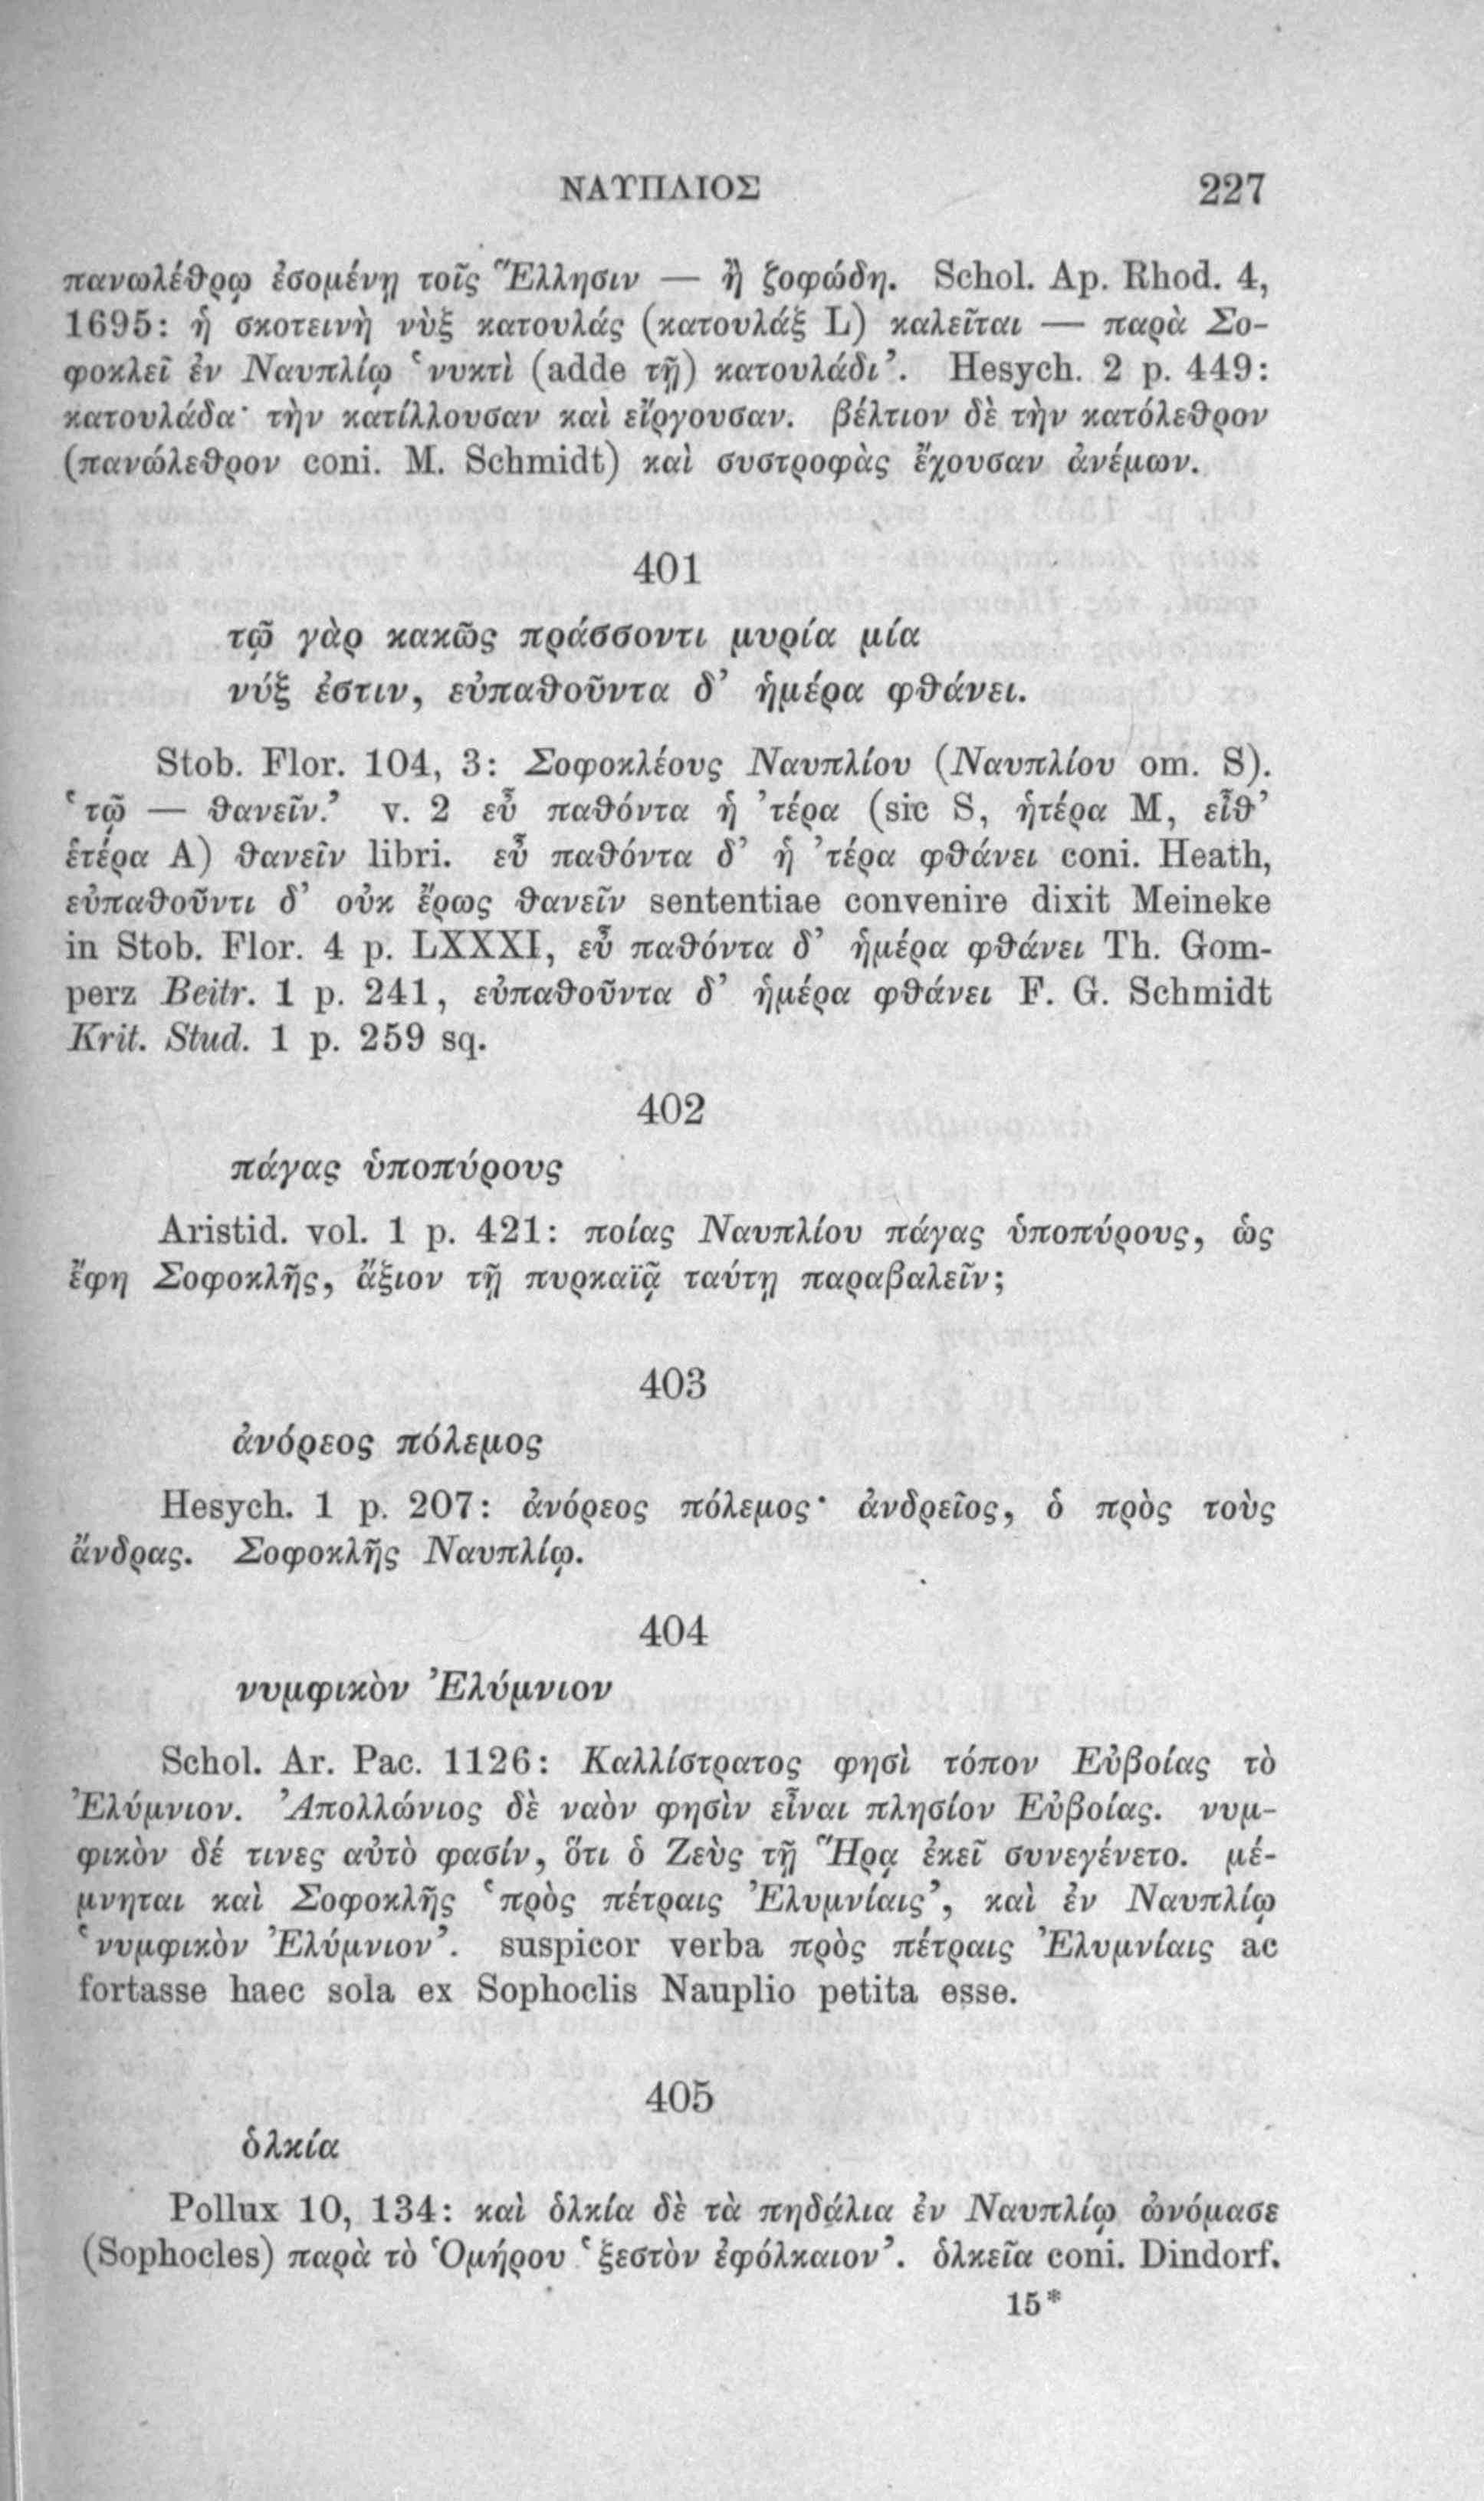 ΝΑΥΠΛΙΟΣ 227
πανωλέθρῳ ἐσομένῃ τοῖς Ἕλλησιν — ἢ ζοφώδη. Schol. Ap. Rhod. 4,
1695: ἡ σκοτεινὴ νὺξ κατουλάς (κατουλάξ L) καλεῖται — παρὰ Σο-
φοκλεῖ ἐν Ναυπλίῳ ‘νυκτὶ (adde τῇ) κατουλάδι’. Hesych. 2 p. 449:
κατουλάδα· τὴν κατίλλουσαν καὶ εἴργουσαν. βέλτιον δὲ τὴν κατόλεθρον
(πανώλεθρον coni. M. Schmidt) καὶ συστροφὰς ἔχουσαν ἀνέμων.
401
τῷ γὰρ κακῶς πράσσοντι μυρία μία
νύξ ἐστιν, εὐπαθοῦντα δ’ ἡμέρα φθάνει.
Stob. Flor. 104, 3: Σοφοκλέους Ναυπλίου (Ναυπλίου om. S).
‘τῷ — θανεῖν.’ v. 2 εὖ παθόντα ἡ ’τέρα (sic S, ἡτέρα M, εἶθ’
ἑτέρα A) θανεῖν libri. εὖ παθόντα δ’ ἡ ’τέρα φθάνει coni. Heath,
εὐπαθοῦντι δ’ οὐκ ἔρως θανεῖν sententiae convenire dixit Meineke
in Stob. Flor. 4 p. LXXXI, εὖ παθόντα δ’ ἡμέρα φθάνει Th. Gom-
perz Beitr. 1 p. 241, εὐπαθοῦντα δ’ ἡμέρα φθάνει F. G. Schmidt
Krit. Stud. 1 p. 259 sq.
402
πάγας ὑποπύρους
Aristid. vol. 1 p. 421: ποίας Ναυπλίου πάγας ὑποπύρους, ὡς
ἔφη Σοφοκλῆς, ἄξιον τῇ πυρκαϊᾷ ταύτῃ παραβαλεῖν;
403
ἀνόρεος πόλεμος
Hesych. 1 p. 207: ἀνόρεος πόλεμος· ἀνδρεῖος, ὁ πρὸς τοὺς
ἄνδρας. Σοφοκλῆς Ναυπλίῳ.
404
νυμφικὸν Ἐλύμνιον
Schol. Ar. Pac. 1126: Καλλίστρατος φησὶ τόπον Εὐβοίας τὸ
Ἐλύμνιον. Ἀπολλώνιος δὲ ναὸν φησὶν εἶναι πλησίον Εὐβοίας. νυμ-
φικὸν δέ τινες αὐτὸ φασίν, ὅτι ὁ Ζεὺς τῇ Ἥρᾳ ἐκεῖ συνεγένετο. μέ-
μνηται καὶ Σοφοκλῆς ‘πρὸς πέτραις Ἐλυμνίαις’, καὶ ἐν Ναυπλίῳ
‘νυμφικὸν Ἐλύμνιον’. suspicor verba πρὸς πέτραις Ἐλυμνίαις ac
fortasse haec sola ex Sophoclis Nauplio petita esse.
405
ὁλκία
Pollux 10, 134: καὶ ὁλκία δὲ τὰ πηδάλια ἐν Ναυπλίῳ ὠνόμασε
(Sophocles) παρὰ τὸ Ὁμήρου ‘ξεστὸν ἐφόλκαιον’. ὁλκεῖα coni. Dindorf.
15*